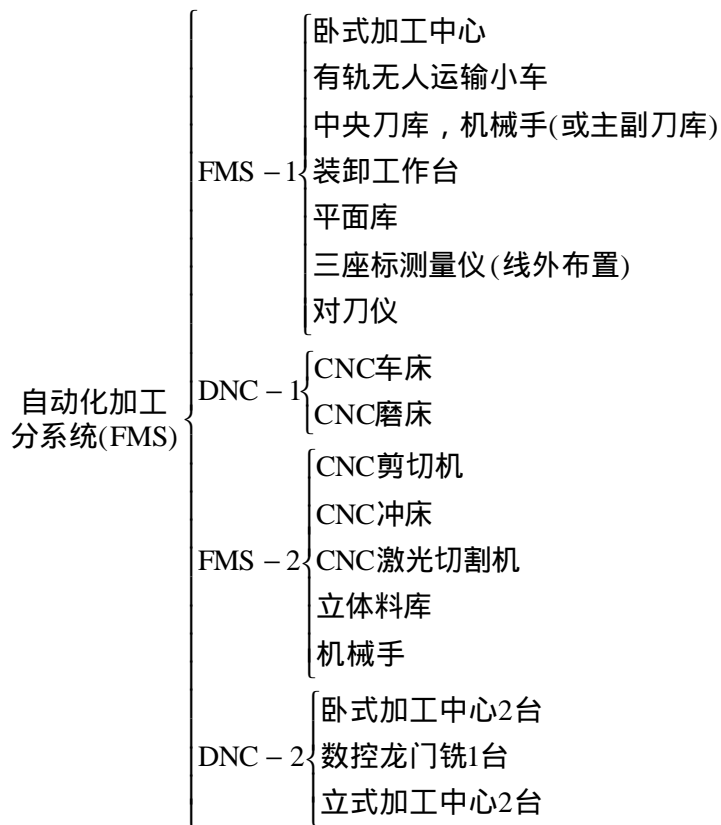 卧式加工中心
有轨无人运输小车
中央刀库，机械手(或主副刀库)
FMS－1
装卸工作台
平面库
三座标测量仪(线外布置)
对刀仪
自动化加工
分系统(FMS)
DNC－1
CNC车床
CNC磨床
CNC剪切机
CNC冲床
FMS－2
CNC激光切割机
立体料库
机械手
卧式加工中心2台
DNC－2
数控龙门铣1台
立式加工中心2台